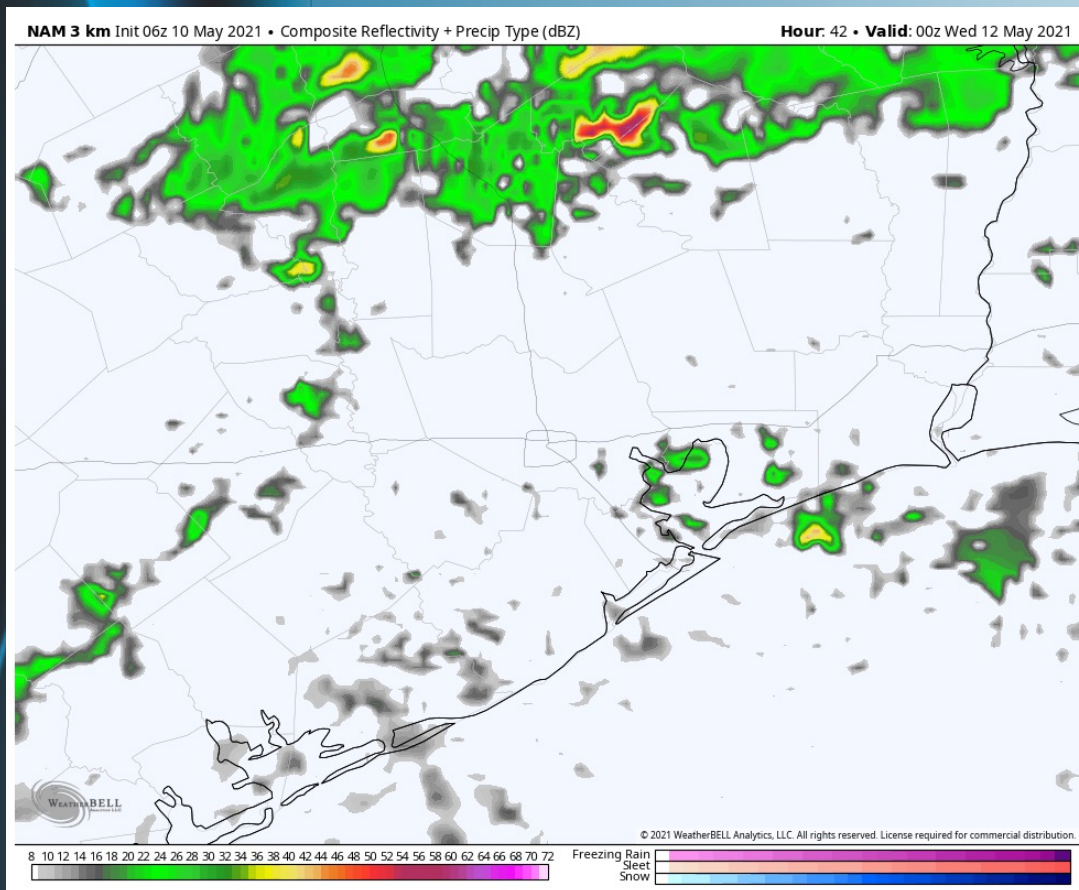 NAM 3 km Init 06z 10 May 2021 • Composite Reflectivity + Precip Type (dBZ) Hour: 42 • Valid: 00z Wed 12 May 2021
WEATHERBELL
© 2021 WeatherBELL Analytics, LLC. All rights reserved. License required for commercial distribution.
8 10 12 14 16 18 20 22 24 26 28 30 32 34 36 38 40 42 44 46 48 50 52 54 56 58 60 62 64 66 68 70 72
Freezing Rain
Sleet
Snow